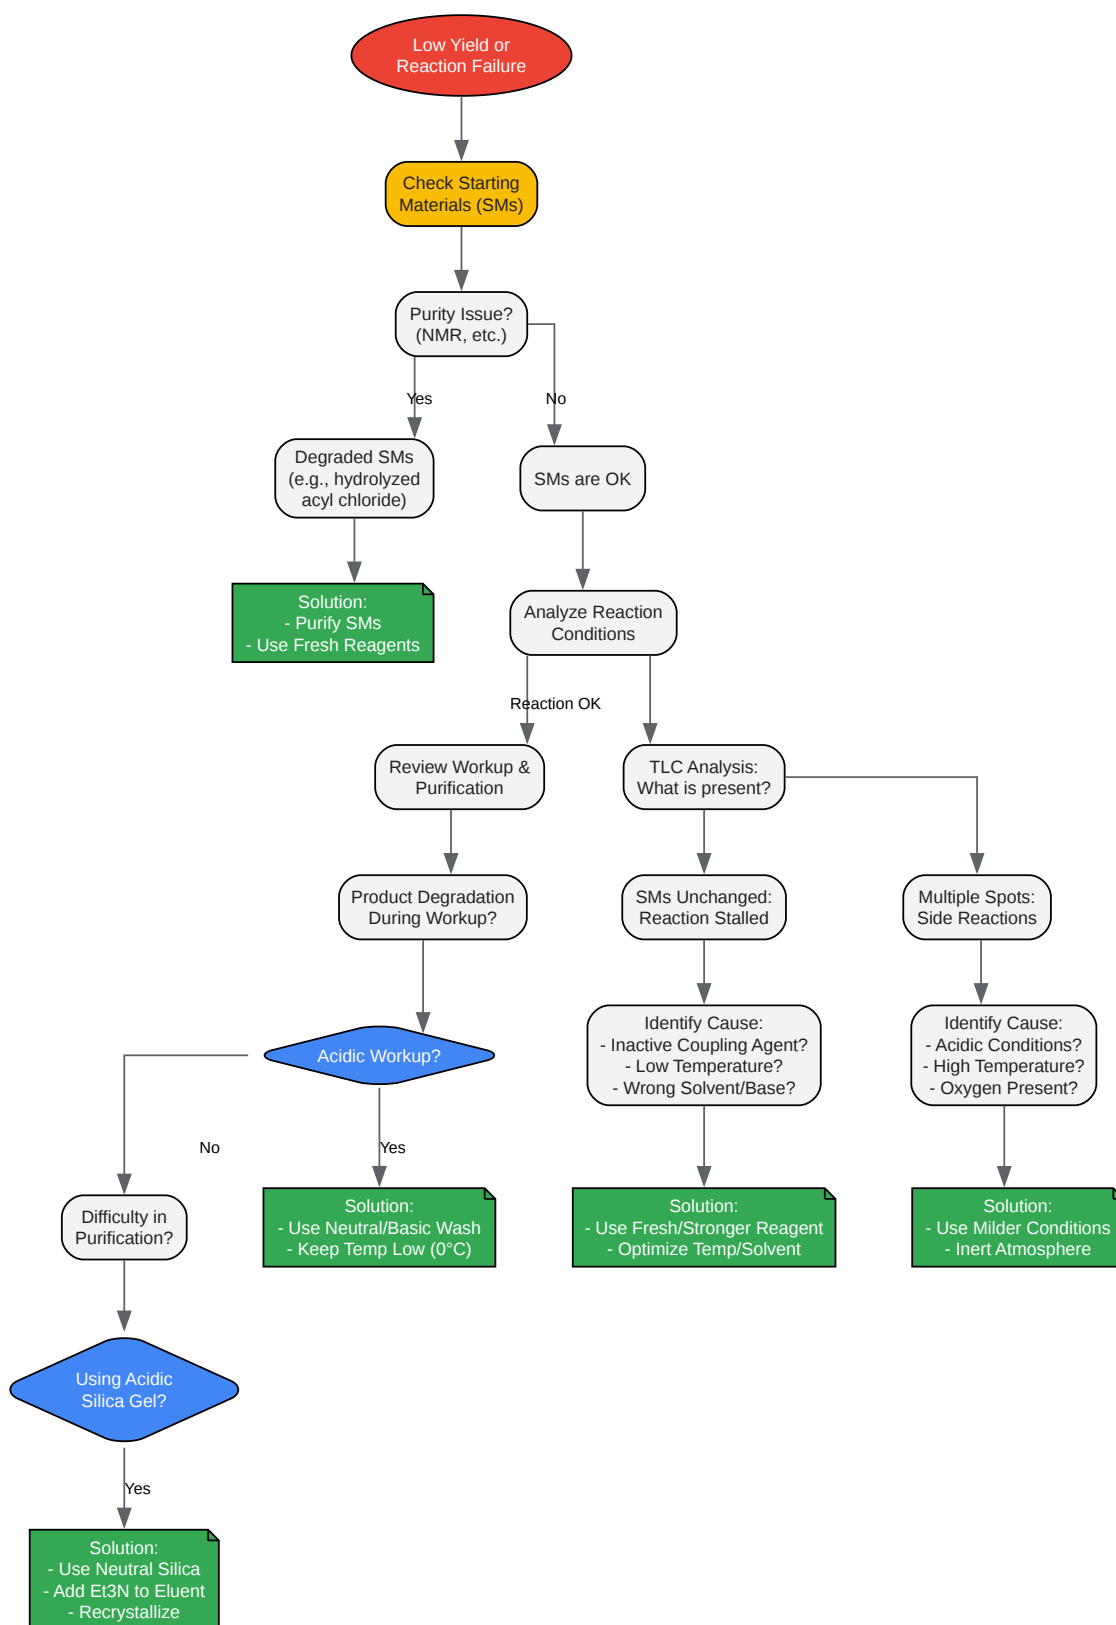 Low Yield or
Reaction Failure
Check Starting
Materials (SMs)
Purity Issue?
(NMR, etc.)
Yes
No
Degraded SMs
(e.g., hydrolyzed
acyl chloride)
SMs are OK
Solution:
- Purify SMs
- Use Fresh Reagents
Analyze Reaction
Conditions
Reaction OK
Review Workup &
Purification
TLC Analysis:
What is present?
Product Degradation
During Workup?
SMs Unchanged:
Reaction Stalled
Multiple Spots:
Side Reactions
Acidic Workup?
Identify Cause:
- Inactive Coupling Agent?
- Low Temperature?
- Wrong Solvent/Base?
Identify Cause:
- Acidic Conditions?
- High Temperature?
- Oxygen Present?
No
Yes
Difficulty in
Purification?
Solution:
- Use Neutral/Basic Wash
- Keep Temp Low (0°C)
Solution:
- Use Fresh/Stronger Reagent
- Optimize Temp/Solvent
Solution:
- Use Milder Conditions
- Inert Atmosphere
Using Acidic
Silica Gel?
Yes
Solution:
- Use Neutral Silica
- Add Et3N to Eluent
- Recrystallize